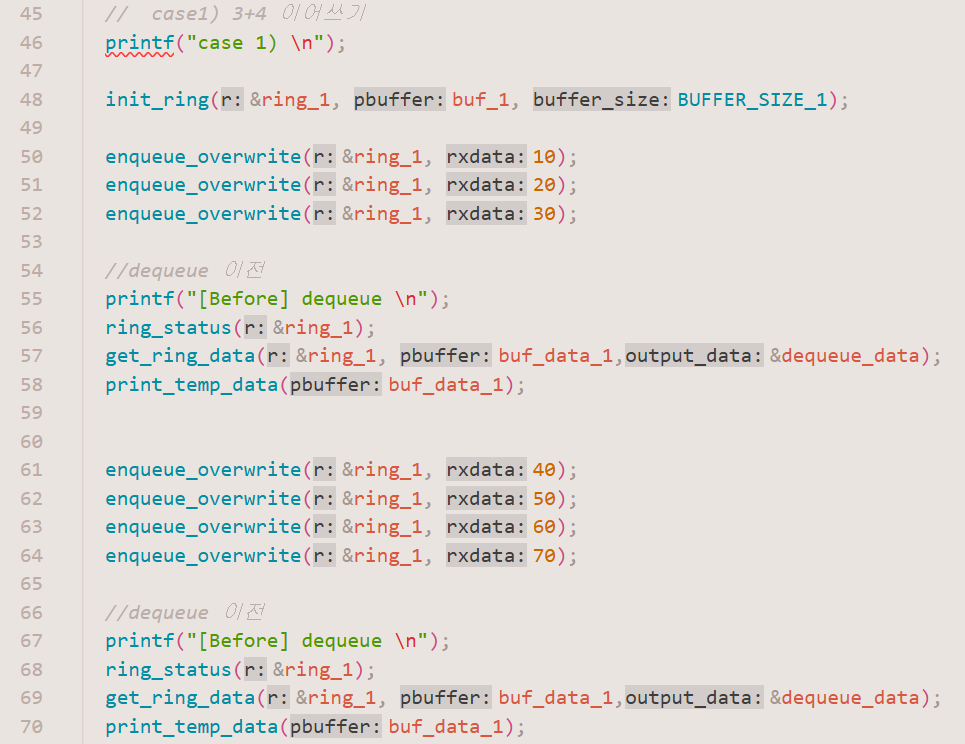 45 // case1) 3+4 이어쓰기
46 printf("case 1) \n");
47
48 init_ring(r: &ring_1, pbuffer: buf_1, buffer_size: BUFFER_SIZE_1);
49
50 enqueue_overwrite(r: &ring_1, rxdata: 10);
51 enqueue_overwrite(r: &ring_1, rxdata: 20);
52 enqueue_overwrite(r: &ring_1, rxdata: 30);
53
54 //dequeue 이전
55 printf("[Before] dequeue \n");
56 ring_status(r: &ring_1);
57 get_ring_data(r: &ring_1, pbuffer: buf_data_1,output_data: &dequeue_data);
58 print_temp_data(pbuffer: buf_data_1);
59
60
61 enqueue_overwrite(r: &ring_1, rxdata: 40);
62 enqueue_overwrite(r: &ring_1, rxdata: 50);
63 enqueue_overwrite(r: &ring_1, rxdata: 60);
64 enqueue_overwrite(r: &ring_1, rxdata: 70);
65
66 //dequeue 이전
67 printf("[Before] dequeue \n");
68 ring_status(r: &ring_1);
69 get_ring_data(r: &ring_1, pbuffer: buf_data_1,output_data: &dequeue_data);
70 print_temp_data(pbuffer: buf_data_1);